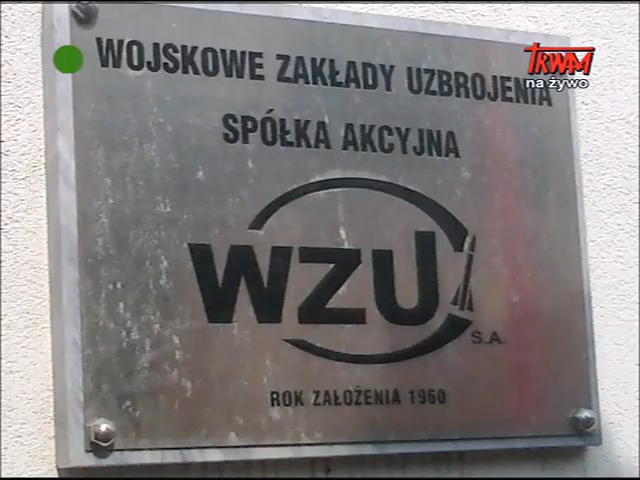 WOJSKOWE ZAKŁADY UZBROJENIA
SPÓŁKA AKCYJNA
WZU
S.A.
ROK ZAŁOŻENIA 1960
TRWAM
na żywo